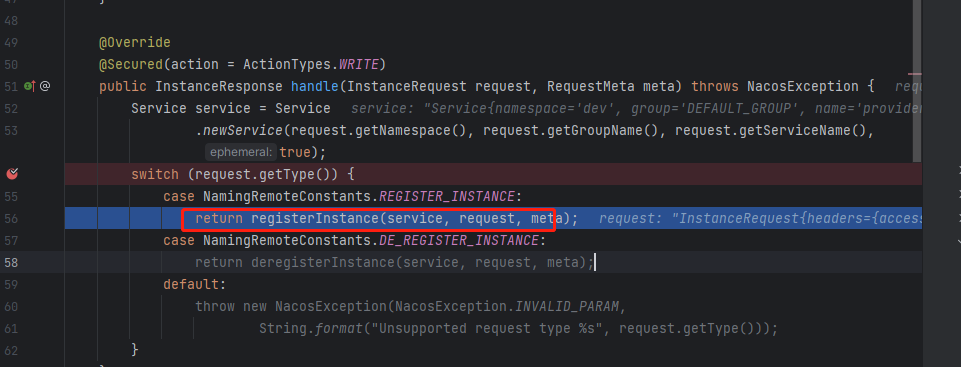 48
49 @Override
50 @Secured(action = ActionTypes.WRITE)
51 @ public InstanceResponse handle(InstanceRequest request, RequestMeta meta) throws NacosException {
52 Service service = Service service: "Service{namespace='dev', group='DEFAULT_GROUP', name='provider
53 .newService(request.getNamespace(), request.getGroupName(), request.getServiceName(),
ephemeral: true);
switch (request.getType()) {
55 case NamingRemoteConstants.REGISTER_INSTANCE:
56 return registerInstance(service, request, meta); request: "InstanceRequest{headers={access
57 case NamingRemoteConstants.DE_REGISTER_INSTANCE:
58 return deregisterInstance(service, request, meta);
59 default:
60 throw new NacosException(NacosException.INVALID_PARAM,
61 String.format("Unsupported request type %s", request.getType()));
62 }